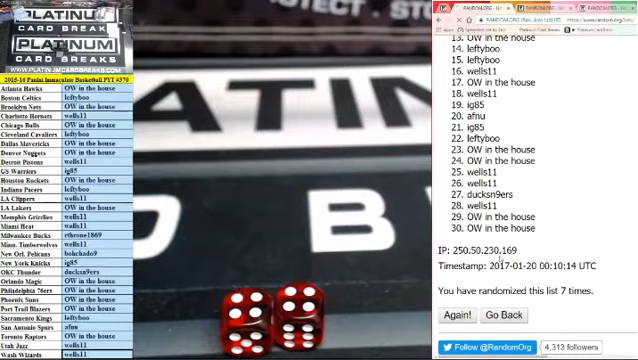 PLATINUM
CARD BREAKS
PLATINUM
CARD BREAKS
WWW.PLATINUMCARDBREAKS.COM
2015-16 Panini Immaculate Basketball PYT #370
Atlanta Hawks OW in the house
Boston Celtics leftyboo
Brooklyn Nets OW in the house
Charlotte Hornets wells11
Chicago Bulls OW in the house
Cleveland Cavaliers leftyboo
Dallas Mavericks OW in the house
Denver Nuggets OW in the house
Detroit Pistons wells11
GS Warriors ig85
Houston Rockets OW in the house
Indiana Pacers leftyboo
LA Clippers wells11
LA Lakers OW in the house
Memphis Grizzlies wells11
Miami Heat wells11
Milwaukee Bucks rthrone1869
Minn. Timberwolves wells11
New Orl. Pelicans
New York Knicks ig85
OKC Thunder ducksn9ers
Orlando Magic OW in the house
Philadelphia 76ers OW in the house
Phoenix Suns OW in the house
Port Trail Blazers OW in the house
Sacramento Kings leftyboo
San Antonio Spurs afnu
Toronto Raptors OW in the house
Utah Jazz wells11
Wash Wizards wells11
PROTECT - STOP
ATIN
B
RANDOM.ORG
13. OW in the house
14. leftyboo
15. leftyboo
16. wells11
17. OW in the house
18. wells11
19. ig85
20. afnu
21. ig85
22. leftyboo
23. OW in the house
24. OW in the house
25. wells11
26. wells11
27. ducksn9ers
28. wells11
29. OW in the house
30. OW in the house
IP: 250.50.230.169
Timestamp: 2017-01-20 00:10:14 UTC
You have randomized this list 7 times.
Again!
Go Back
Follow @RandomOrg
4,313 followers